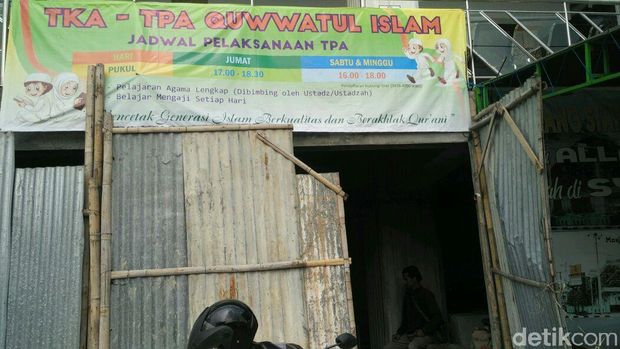 TKA - TPA QUWWATUL ISLAM
JADWAL PELAKSANAAN TPA
HARI JUMAT SABTU & MINGGU
PUKUL 17.00 - 18.30 16.00 - 18.00
- Pelajaran Agama Lengkap (Dibimbing oleh Ustadz/Ustadzah)
Belajar Mengaji Setiap Hari
Mencetak Generasi Islam Berkualitas dan Berakhlak Qur'ani"
ALL
detikcom